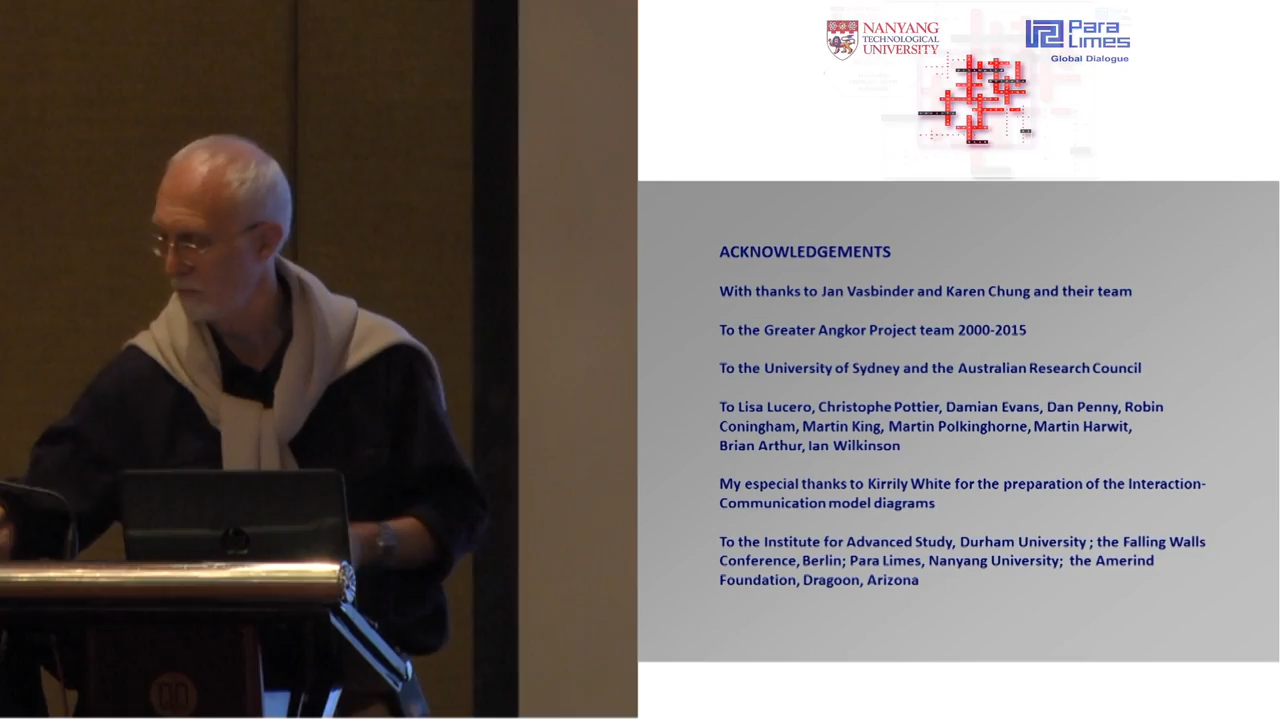 NANYANG
TECHNOLOGICAL
UNIVERSITY
Para
Limes
Global Dialogue
ACKNOWLEDGEMENTS
With thanks to Jan Vasbinder and Karen Chung and their team
To the Greater Angkor Project team 2000-2015
To the University of Sydney and the Australian Research Council
To Lisa Lucero, Christophe Pottier, Damian Evans, Dan Penny, Robin
Coningham, Martin King, Martin Polkinghorne, Martin Harwit,
Brian Arthur, Ian Wilkinson
My especial thanks to Kirrily White for the preparation of the Interaction-
Communication model diagrams
To the Institute for Advanced Study, Durham University ; the Falling Walls
Conference, Berlin; Para Limes, Nanyang University; the Amerind
Foundation, Dragoon, Arizona